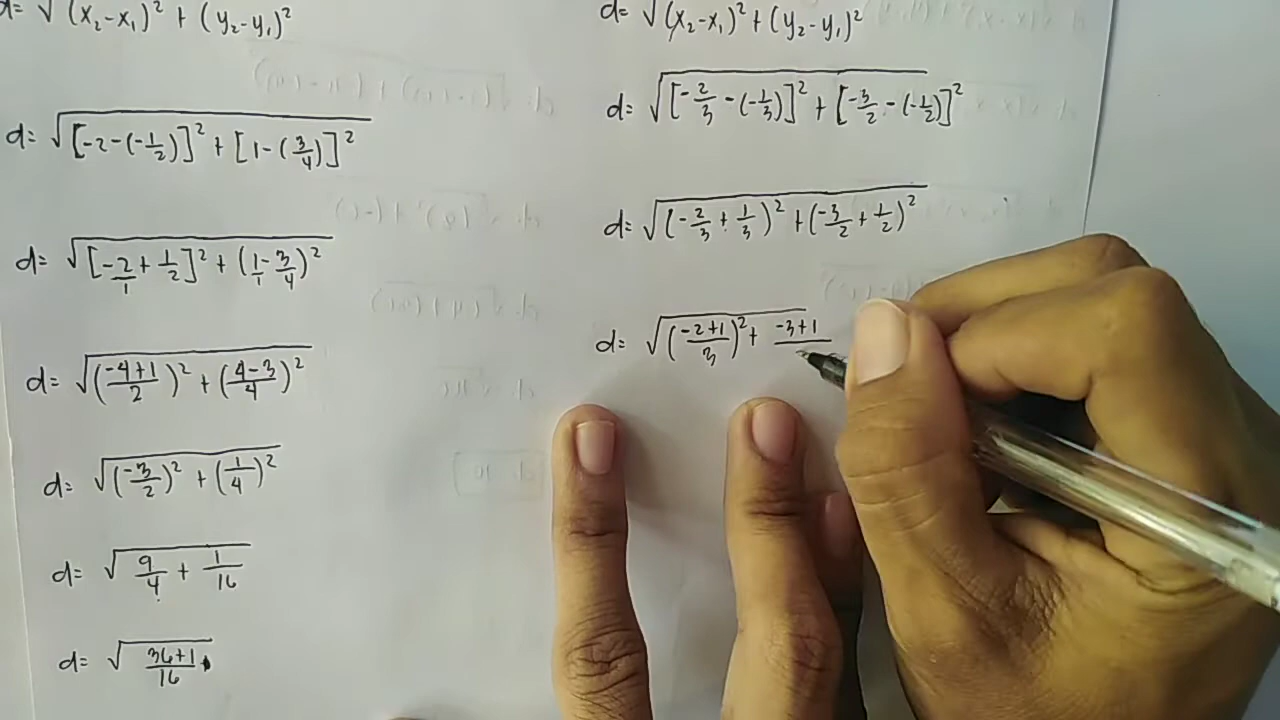 d= √(x₂-x₁)² + (y₂-y₁)²
d= √[-2-(-1/2)]² + [1-(3/4)]²
d= √[-2/1 + 1/2]² + (1/1 - 3/4)²
d= √(-4+1/2)² + (4-3/4)²
d= √(-3/2)² + (1/4)²
d= √9/4 + 1/16
d= √36+1/16
d= √(x₂-x₁)² + (y₂-y₁)²
d= √[-2/3 - (-1/3)]² + [-3/2 - (-1/2)]²
d= √(-2/3 + 1/3)² + (-3/2 + 1/2)²
d= √(-2+1/3)² + -3+1